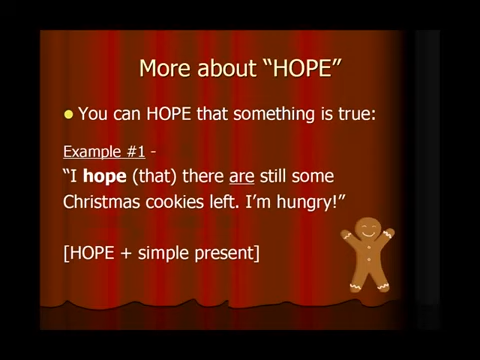 More about “HOPE”
You can HOPE that something is true:
Example #1 -
“I hope (that) there are still some
Christmas cookies left. I’m hungry!”
[HOPE + simple present]